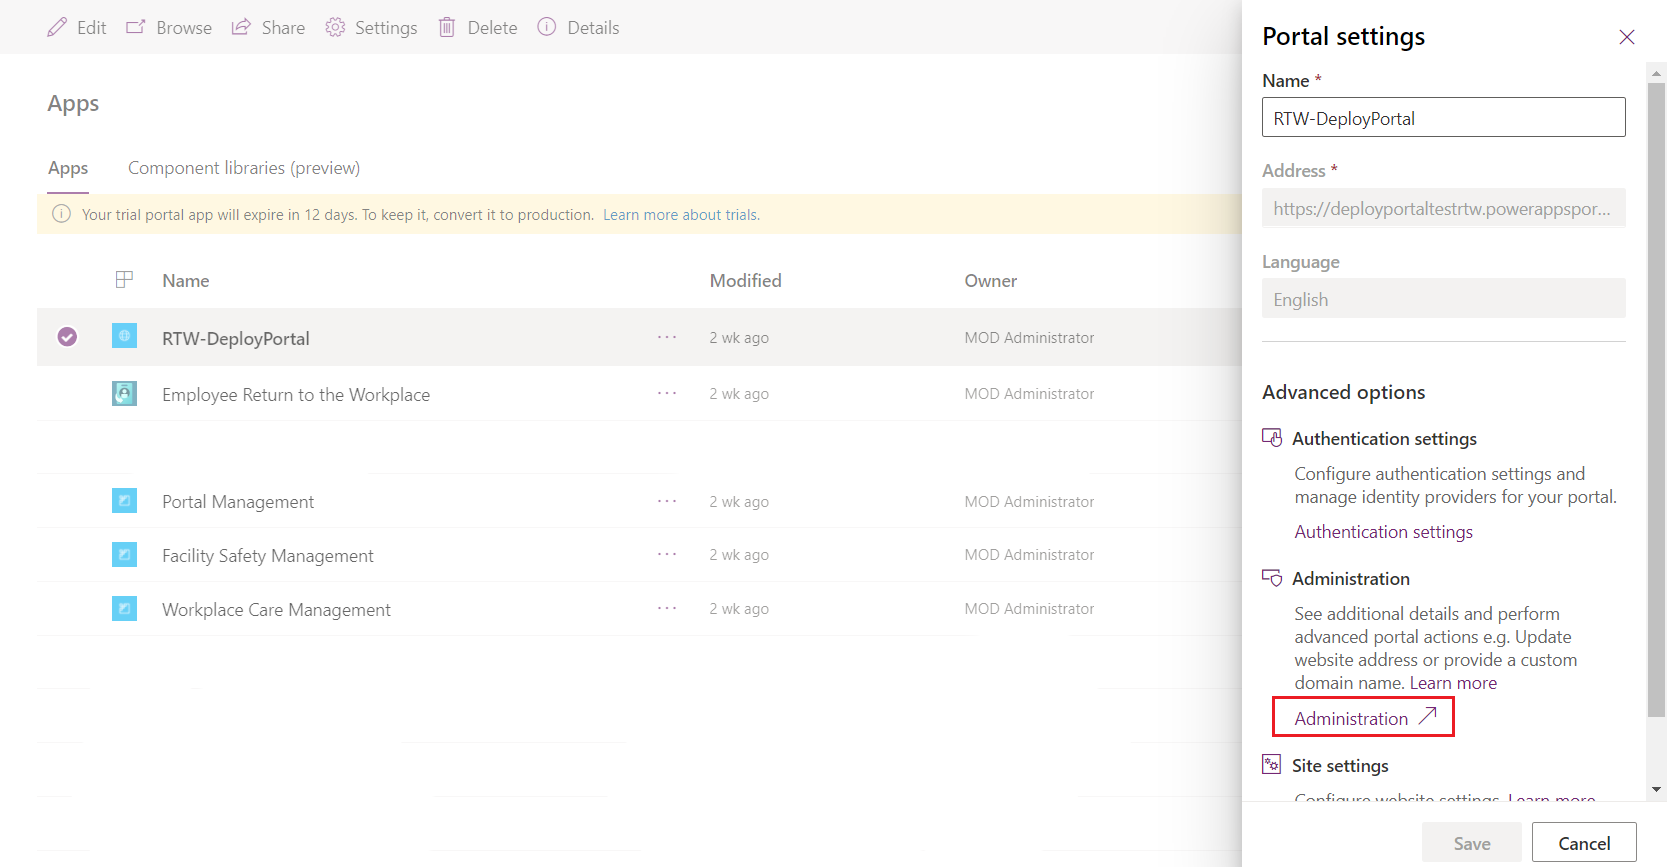 Edit Browse Share Settings Delete Details
Apps
Apps Component libraries (preview)
Your trial portal app will expire in 12 days. To keep it, convert it to production. Learn more about trials.
Name Modified Owner
RTW-DeployPortal ... 2 wk ago MOD Administrator
Employee Return to the Workplace ... 2 wk ago MOD Administrator
Portal Management ... 2 wk ago MOD Administrator
Facility Safety Management ... 2 wk ago MOD Administrator
Workplace Care Management ... 2 wk ago MOD Administrator
Portal settings
Name *
RTW-DeployPortal
Address *
https://deployportaltestrtw.powerappspor...
Language
English
Advanced options
Authentication settings
Configure authentication settings and
manage identity providers for your portal.
Authentication settings
Administration
See additional details and perform
advanced portal actions e.g. Update
website address or provide a custom
domain name. Learn more
Administration
Site settings
Configure website settings. Learn more
Save Cancel